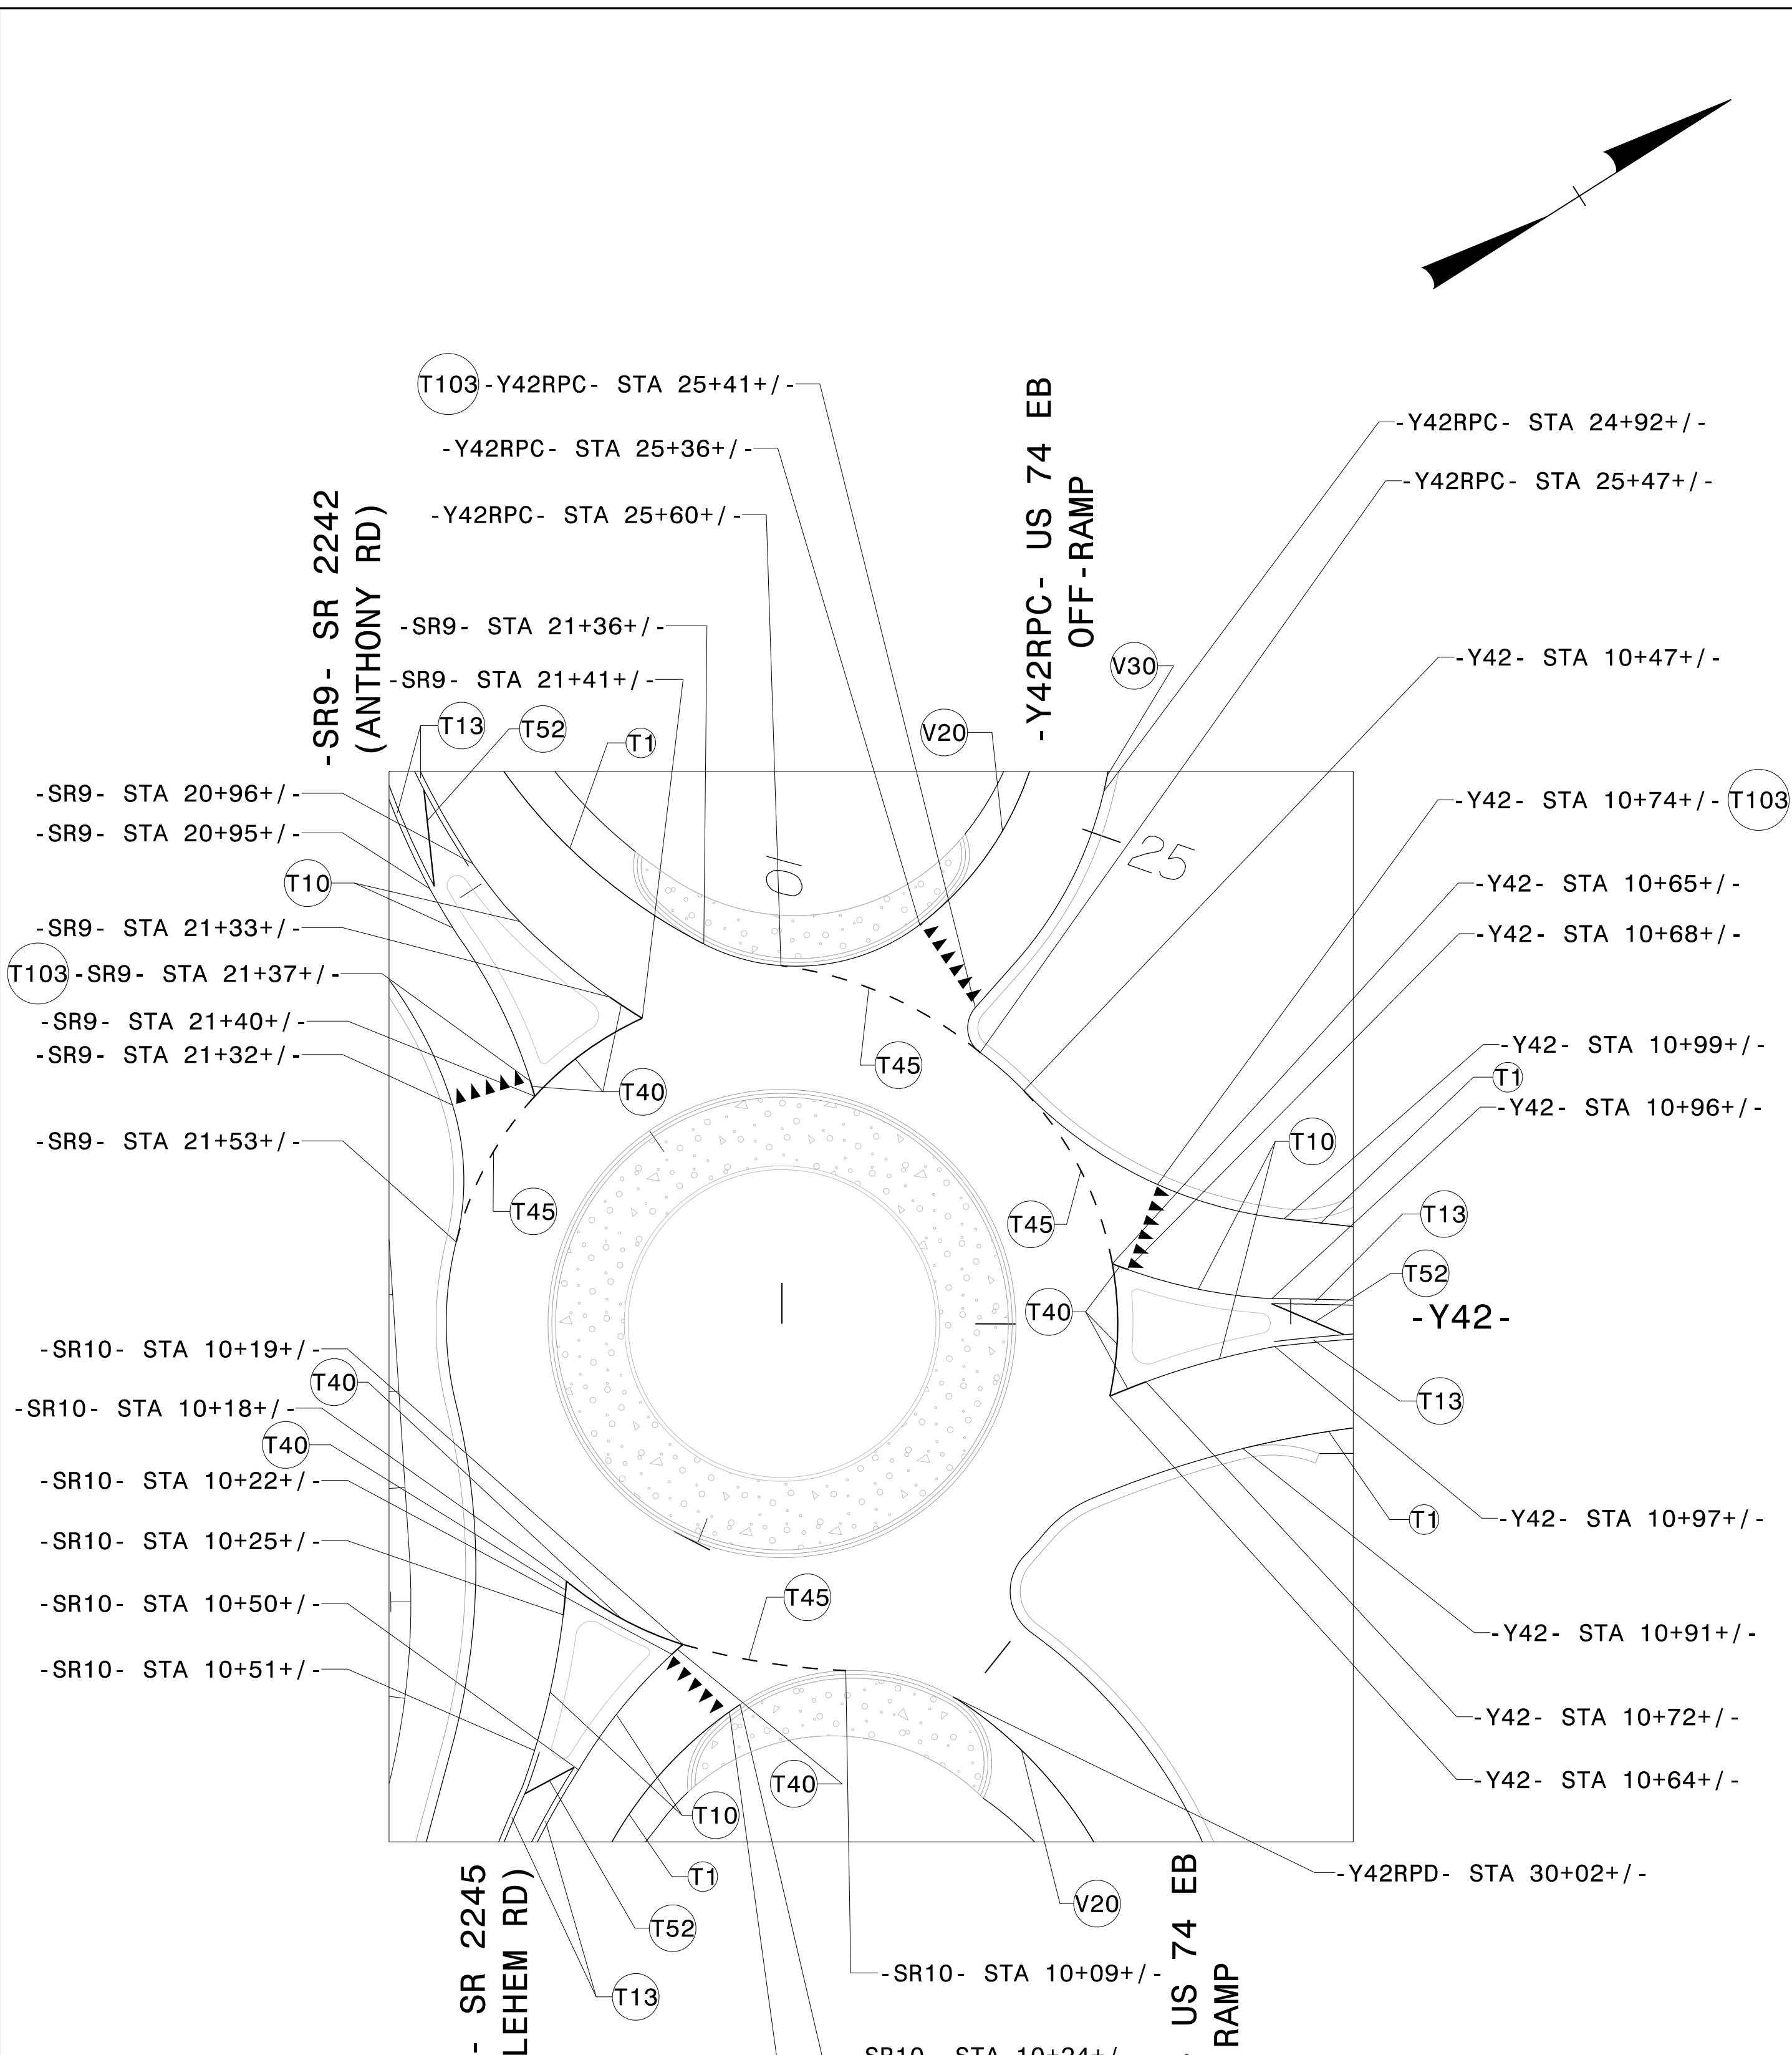 T103 -Y42RPC- STA 25+41+/-
-Y42RPC- STA 25+36+/-
-Y42RPC- STA 25+60+/-
-SR9- SR 2242
(ANTHONY RD)
-SR9- STA 21+36+/-
-SR9- STA 21+41+/-
-Y42RPC- US 74 EB
OFF-RAMP
-Y42RPC- STA 24+92+/-
-Y42RPC- STA 25+47+/-
-Y42- STA 10+47+/-
V30
V20
T13
T52
T1
-SR9- STA 20+96+/-
-SR9- STA 20+95+/-
T10
-SR9- STA 21+33+/-
T103 -SR9- STA 21+37+/-
-SR9- STA 21+40+/-
-SR9- STA 21+32+/-
-SR9- STA 21+53+/-
10
25
-Y42- STA 10+74+/- T103
-Y42- STA 10+65+/-
-Y42- STA 10+68+/-
-Y42- STA 10+99+/-
T1
-Y42- STA 10+96+/-
T45
T40
T10
T45
T45
T13
T52
T40
-Y42-
T13
-SR10- STA 10+19+/-
T40
-SR10- STA 10+18+/-
T40
-SR10- STA 10+22+/-
-SR10- STA 10+25+/-
-SR10- STA 10+50+/-
-SR10- STA 10+51+/-
T1
-Y42- STA 10+97+/-
T45
-Y42- STA 10+91+/-
-Y42- STA 10+72+/-
-Y42- STA 10+64+/-
T40
T10
T1
-Y42RPD- STA 30+02+/-
V20
T52
T13
- SR 2245
LEHEM RD)
-SR10- STA 10+09+/-
US 74 EB
RAMP
SR10- STA 10+24+/